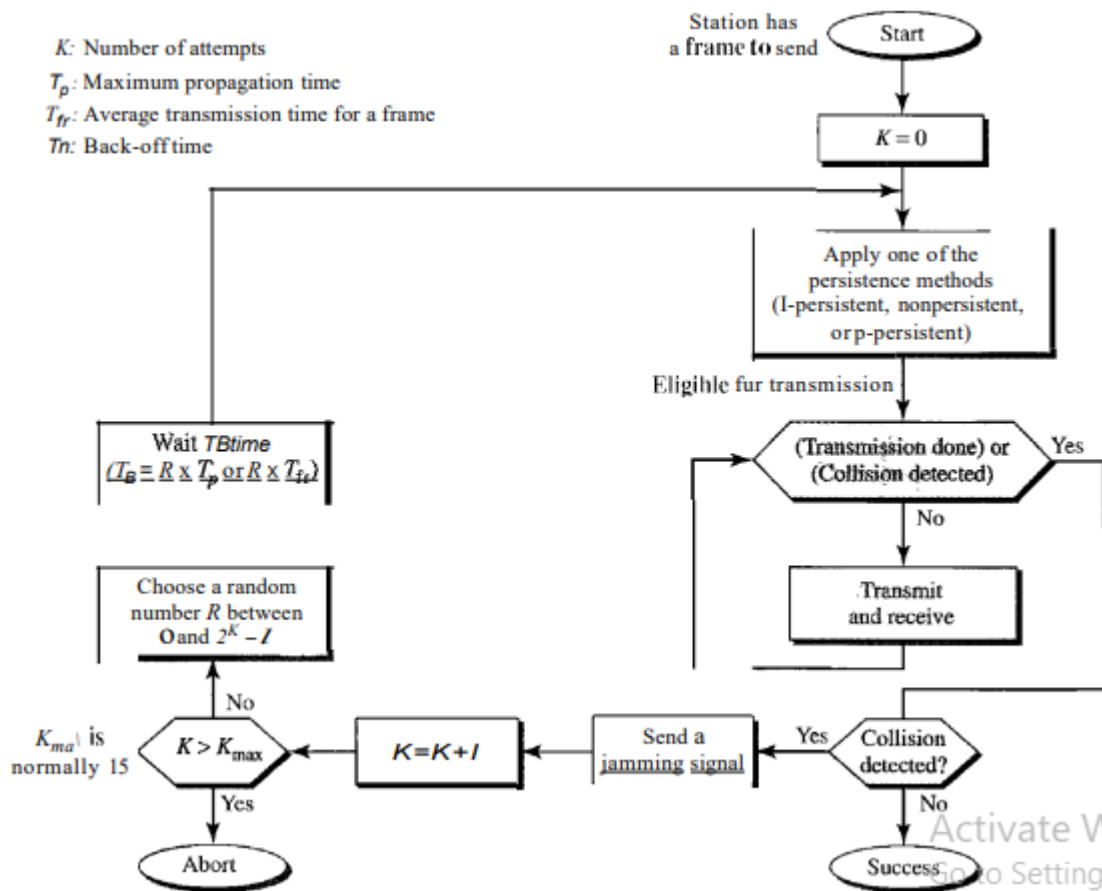 Station has
a frame to send
Start
K: Number of attempts
Tp: Maximum propagation time
Tfr: Average transmission time for a frame
Tn: Back-off time
K = 0
Apply one of the
persistence methods
(I-persistent, nonpersistent,
or p-persistent)
Eligible fur transmission
Wait TBtime
(TB = R x Tp or R x Tfr)
(Transmission done) or
(Collision detected)
Yes
No
Choose a random
number R between
0 and 2^K - l
Transmit
and receive
No
Kma\ is
normally 15
K > Kmax
K=K+l
Send a
jamming signal
Yes
Collision
detected?
Yes
No
Abort
Success
Activate W
Go to Setting